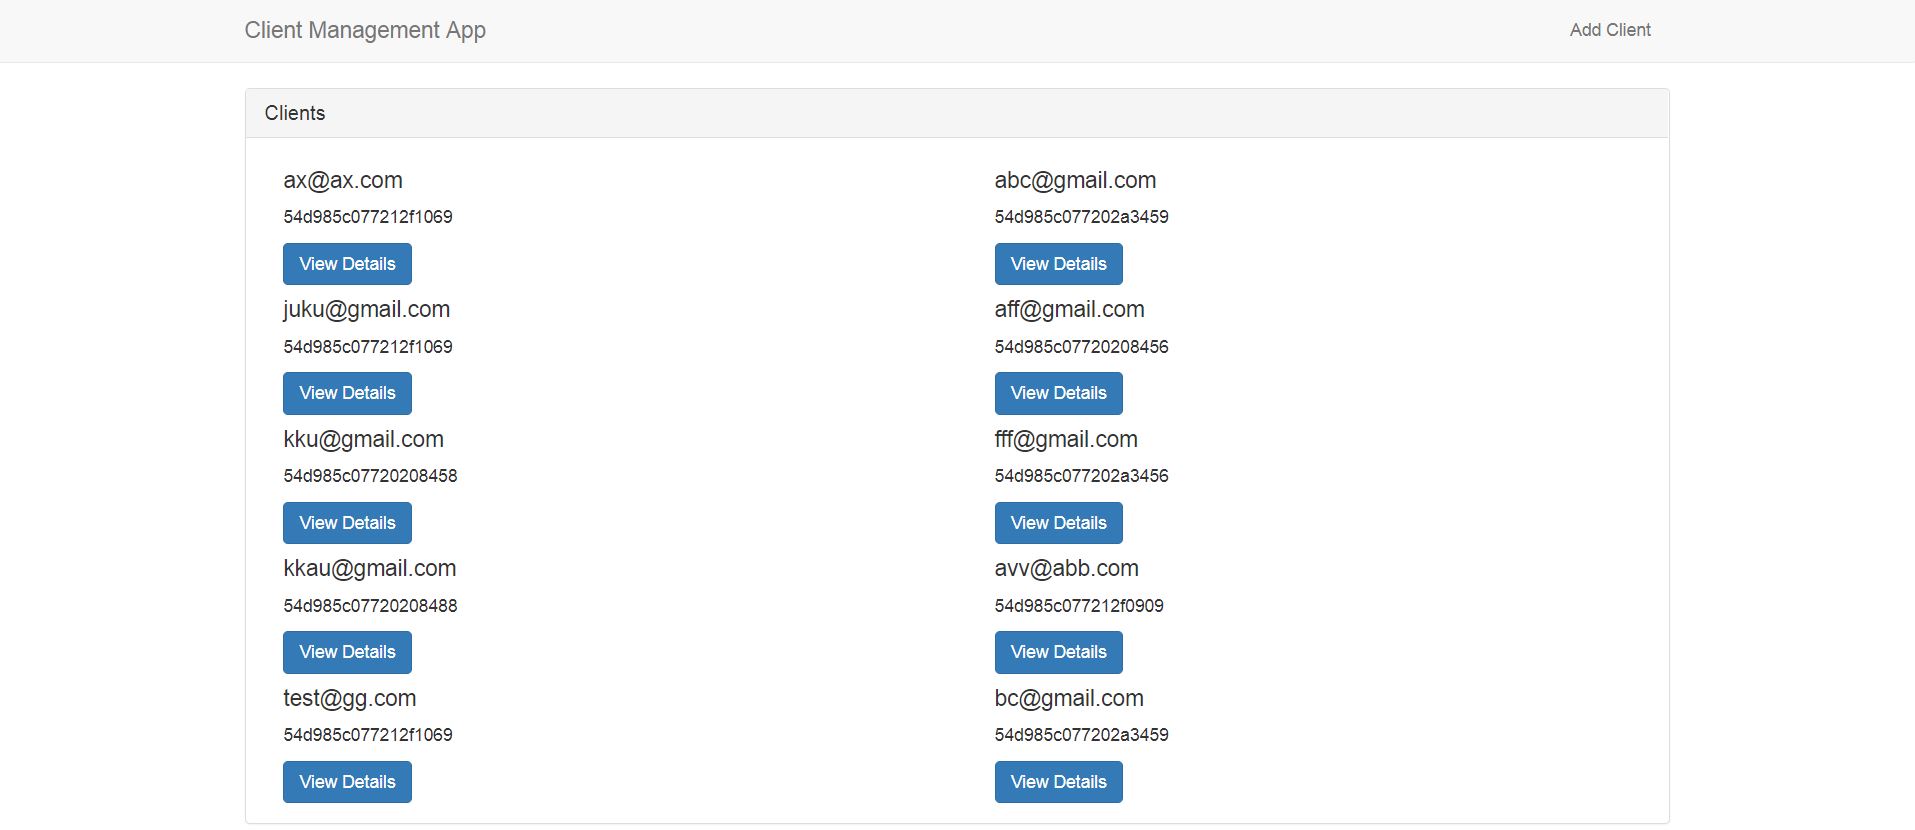 Client Management App
Add Client
Clients
ax@ax.com
54d985c077212f1069
View Details
abc@gmail.com
54d985c077202a3459
View Details
juku@gmail.com
54d985c077212f1069
View Details
aff@gmail.com
54d985c07720208456
View Details
kku@gmail.com
54d985c07720208458
View Details
fff@gmail.com
54d985c077202a3456
View Details
kkau@gmail.com
54d985c07720208488
View Details
avv@abb.com
54d985c077212f0909
View Details
test@gg.com
54d985c077212f1069
View Details
bc@gmail.com
54d985c077202a3459
View Details